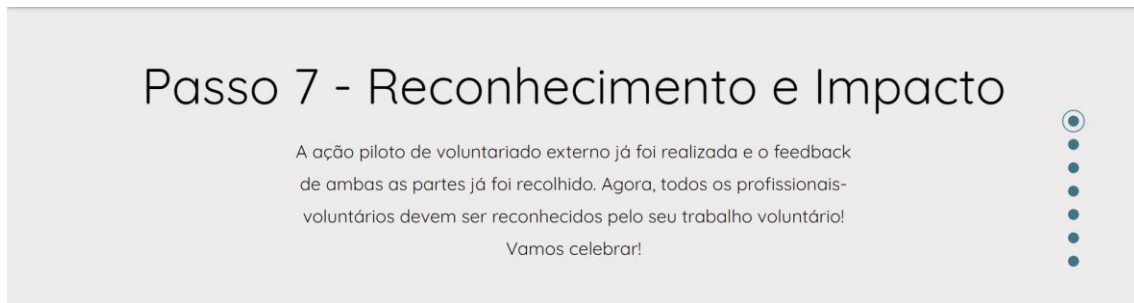 Passo 7 - Reconhecimento e Impacto
A ação piloto de voluntariado externo já foi realizada e o feedback
de ambas as partes já foi recolhido. Agora, todos os profissionais-
voluntários devem ser reconhecidos pelo seu trabalho voluntário!
Vamos celebrar!